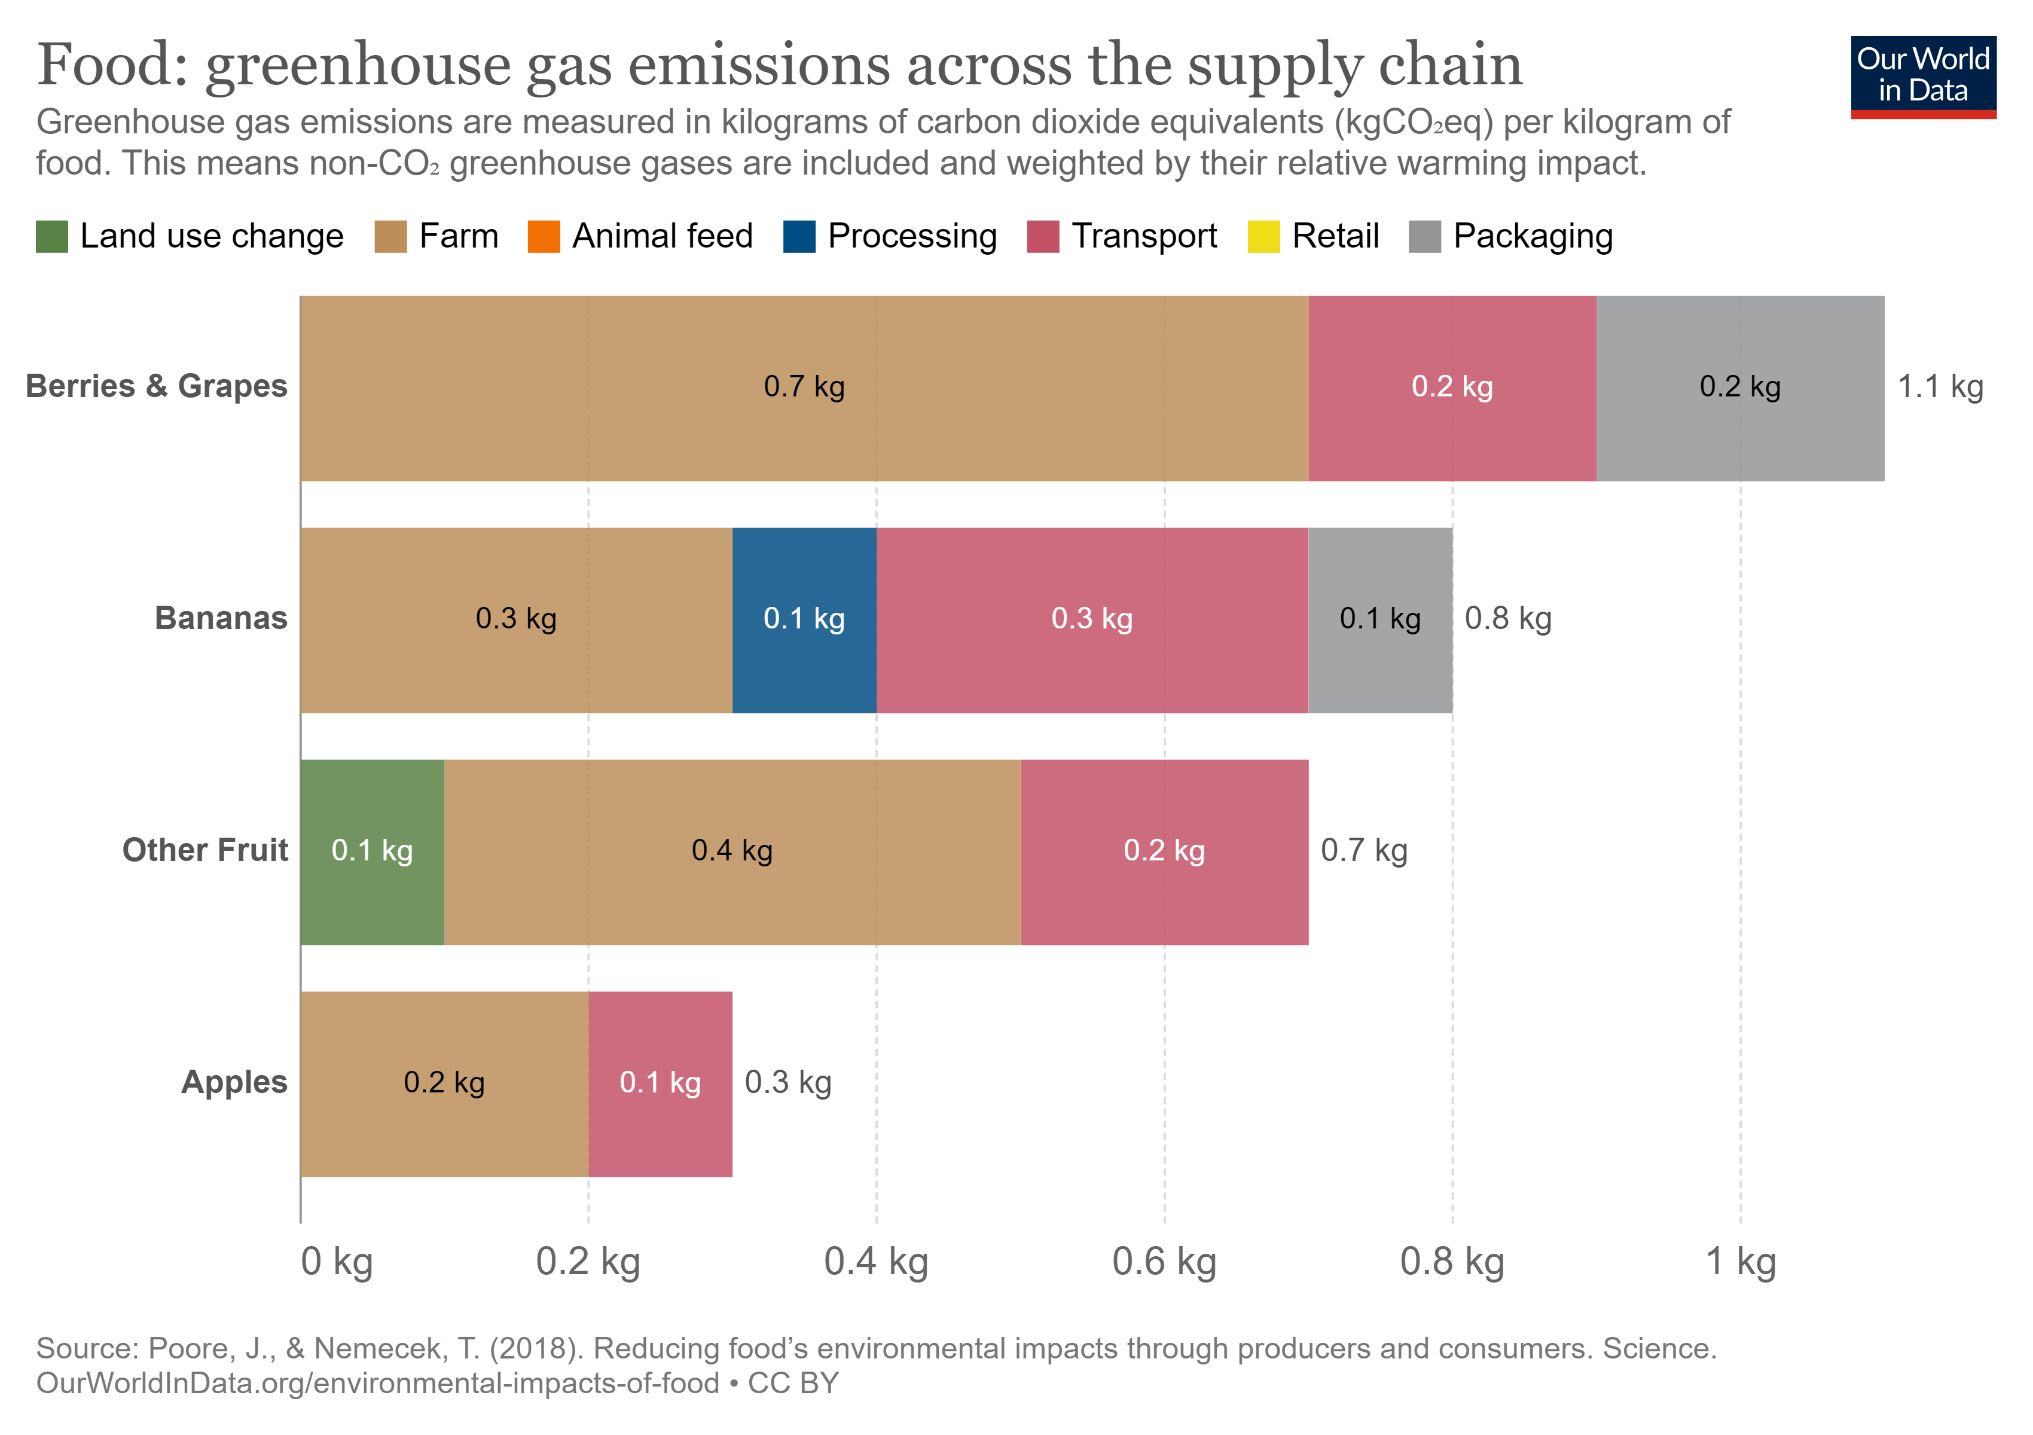 Food: greenhouse gas emissions across the supply chain
Our World
in Data
Greenhouse gas emissions are measured in kilograms of carbon dioxide equivalents (kgCO₂eq) per kilogram of
food. This means non-CO₂ greenhouse gases are included and weighted by their relative warming impact.
Land use change Farm Animal feed Processing Transport Retail Packaging
Berries & Grapes 0.7 kg 0.2 kg 0.2 kg 1.1 kg
Bananas 0.3 kg 0.1 kg 0.3 kg 0.1 kg 0.8 kg
Other Fruit 0.1 kg 0.4 kg 0.2 kg 0.7 kg
Apples 0.2 kg 0.1 kg 0.3 kg
0 kg 0.2 kg 0.4 kg 0.6 kg 0.8 kg 1 kg
Source: Poore, J., & Nemecek, T. (2018). Reducing food’s environmental impacts through producers and consumers. Science.
OurWorldInData.org/environmental-impacts-of-food • CC BY